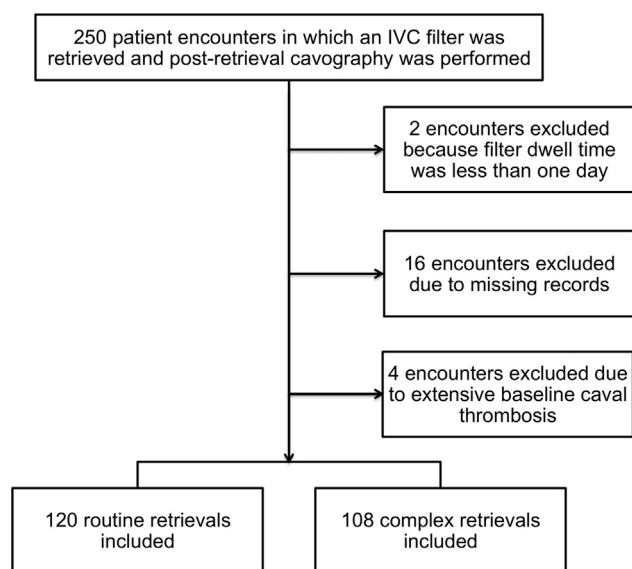 250 patient encounters in which an IVC filter was
retrieved and post-retrieval cavography was performed
2 encounters excluded
because filter dwell time
was less than one day
16 encounters excluded
due to missing records
4 encounters excluded due
to extensive baseline caval
thrombosis
120 routine retrievals
included
108 complex retrievals
included